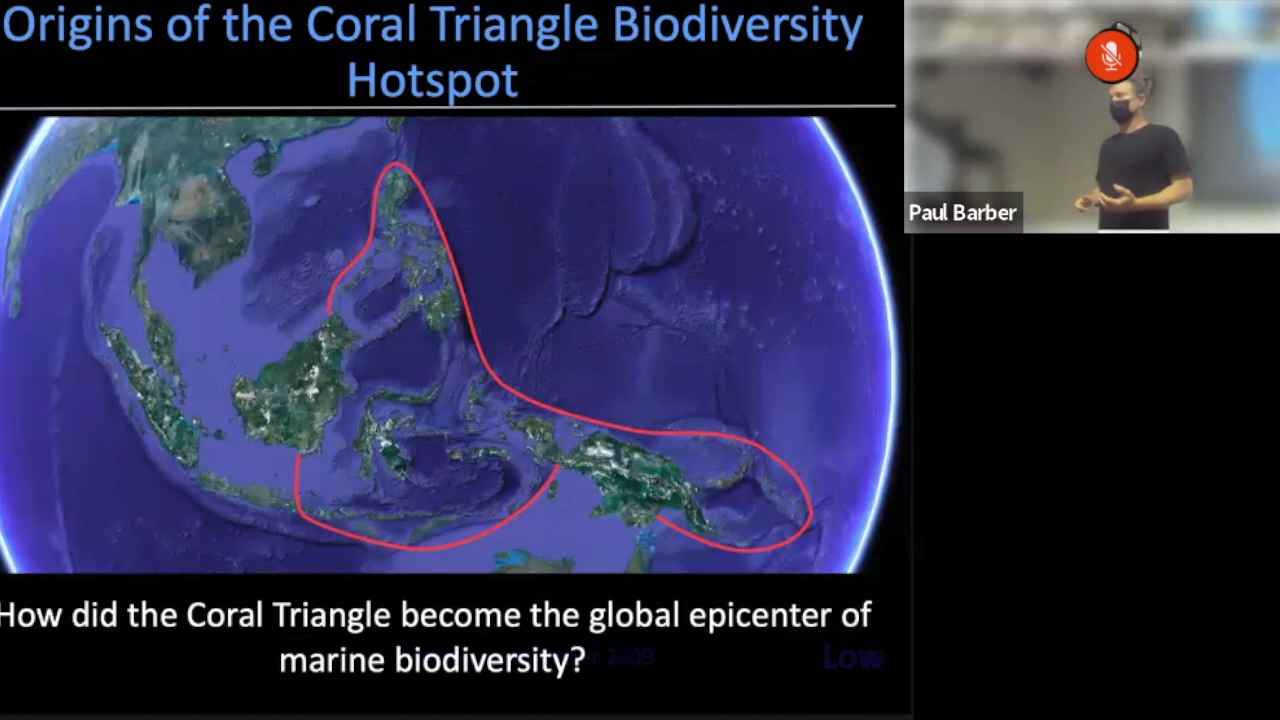 Origins of the Coral Triangle Biodiversity
Hotspot
Paul Barber
How did the Coral Triangle become the global epicenter of
marine biodiversity?
Low